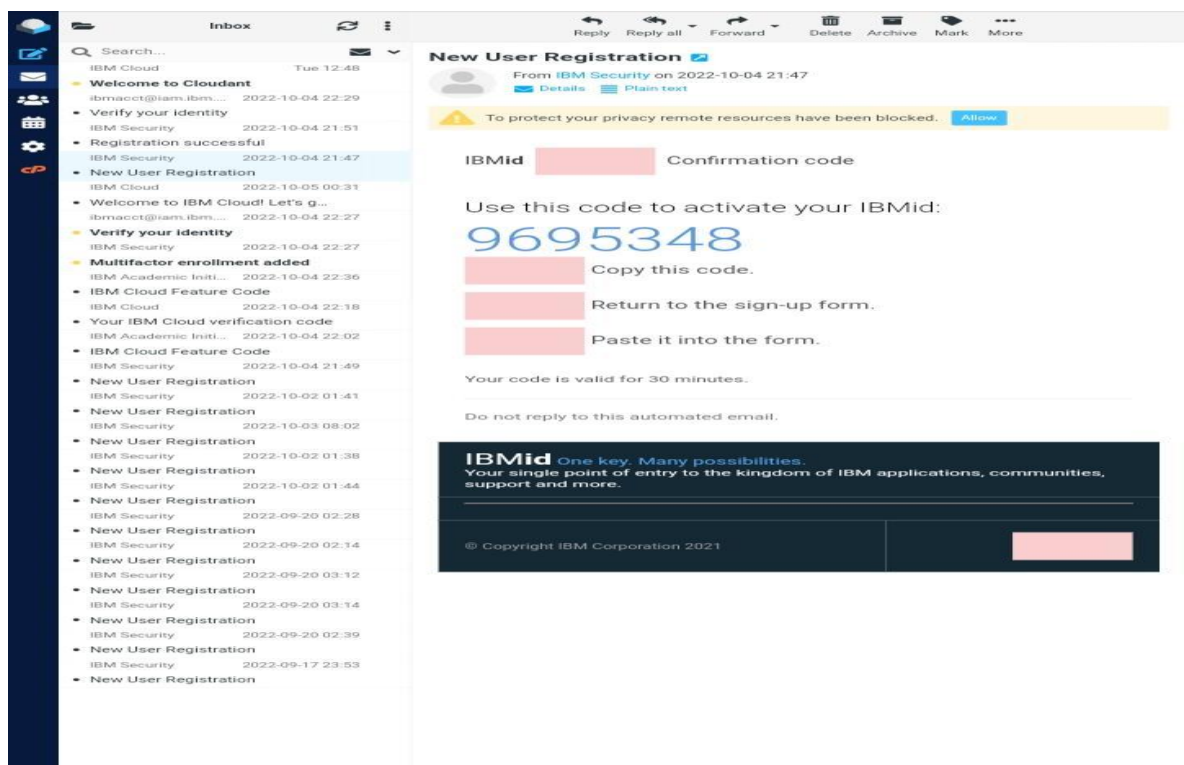 Inbox
Search...
IBM Cloud Tue 12:48
Welcome to Cloudant
ibmacct@iam.ibm.... 2022-10-04 22:29
Verify your identity
IBM Security 2022-10-04 21:51
Registration successful
IBM Security 2022-10-04 21:47
New User Registration
IBM Cloud 2022-10-05 00:31
Welcome to IBM Cloud! Let's g...
ibmacct@iam.ibm.... 2022-10-04 22:27
Verify your identity
IBM Security 2022-10-04 22:27
Multifactor enrollment added
IBM Academic Initi... 2022-10-04 22:36
IBM Cloud Feature Code
IBM Cloud 2022-10-04 22:18
Your IBM Cloud verification code
IBM Academic Initi... 2022-10-04 22:02
IBM Cloud Feature Code
IBM Security 2022-10-04 21:49
New User Registration
IBM Security 2022-10-02 01:41
New User Registration
IBM Security 2022-10-03 08:02
New User Registration
IBM Security 2022-10-02 01:38
New User Registration
IBM Security 2022-10-02 01:44
New User Registration
IBM Security 2022-09-20 02:28
New User Registration
IBM Security 2022-09-20 02:14
New User Registration
IBM Security 2022-09-20 03:12
New User Registration
IBM Security 2022-09-20 03:14
New User Registration
IBM Security 2022-09-20 02:39
New User Registration
IBM Security 2022-09-17 23:53
New User Registration
Reply Reply all Forward Delete Archive Mark More
New User Registration
From IBM Security on 2022-10-04 21:47
Details Plain text
To protect your privacy remote resources have been blocked. Allow
IBMid Confirmation code
Use this code to activate your IBMid:
9695348
Copy this code.
Return to the sign-up form.
Paste it into the form.
Your code is valid for 30 minutes.
Do not reply to this automated email.
IBMid One key. Many possibilities.
Your single point of entry to the kingdom of IBM applications, communities,
support and more.
© Copyright IBM Corporation 2021
cP